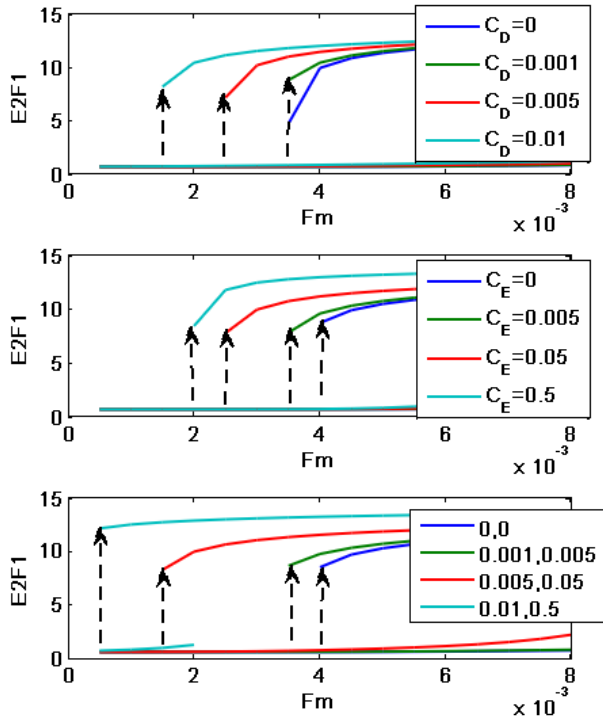 E2F1
15
10
5
0
C_D=0
C_D=0.001
C_D=0.005
C_D=0.01
0 2 4 6 8
Fm
x 10^-3
E2F1
15
10
5
0
C_E=0
C_E=0.005
C_E=0.05
C_E=0.5
0 2 4 6 8
Fm
x 10^-3
E2F1
15
10
5
0
0,0
0.001,0.005
0.005,0.05
0.01,0.5
0 2 4 6 8
Fm
x 10^-3